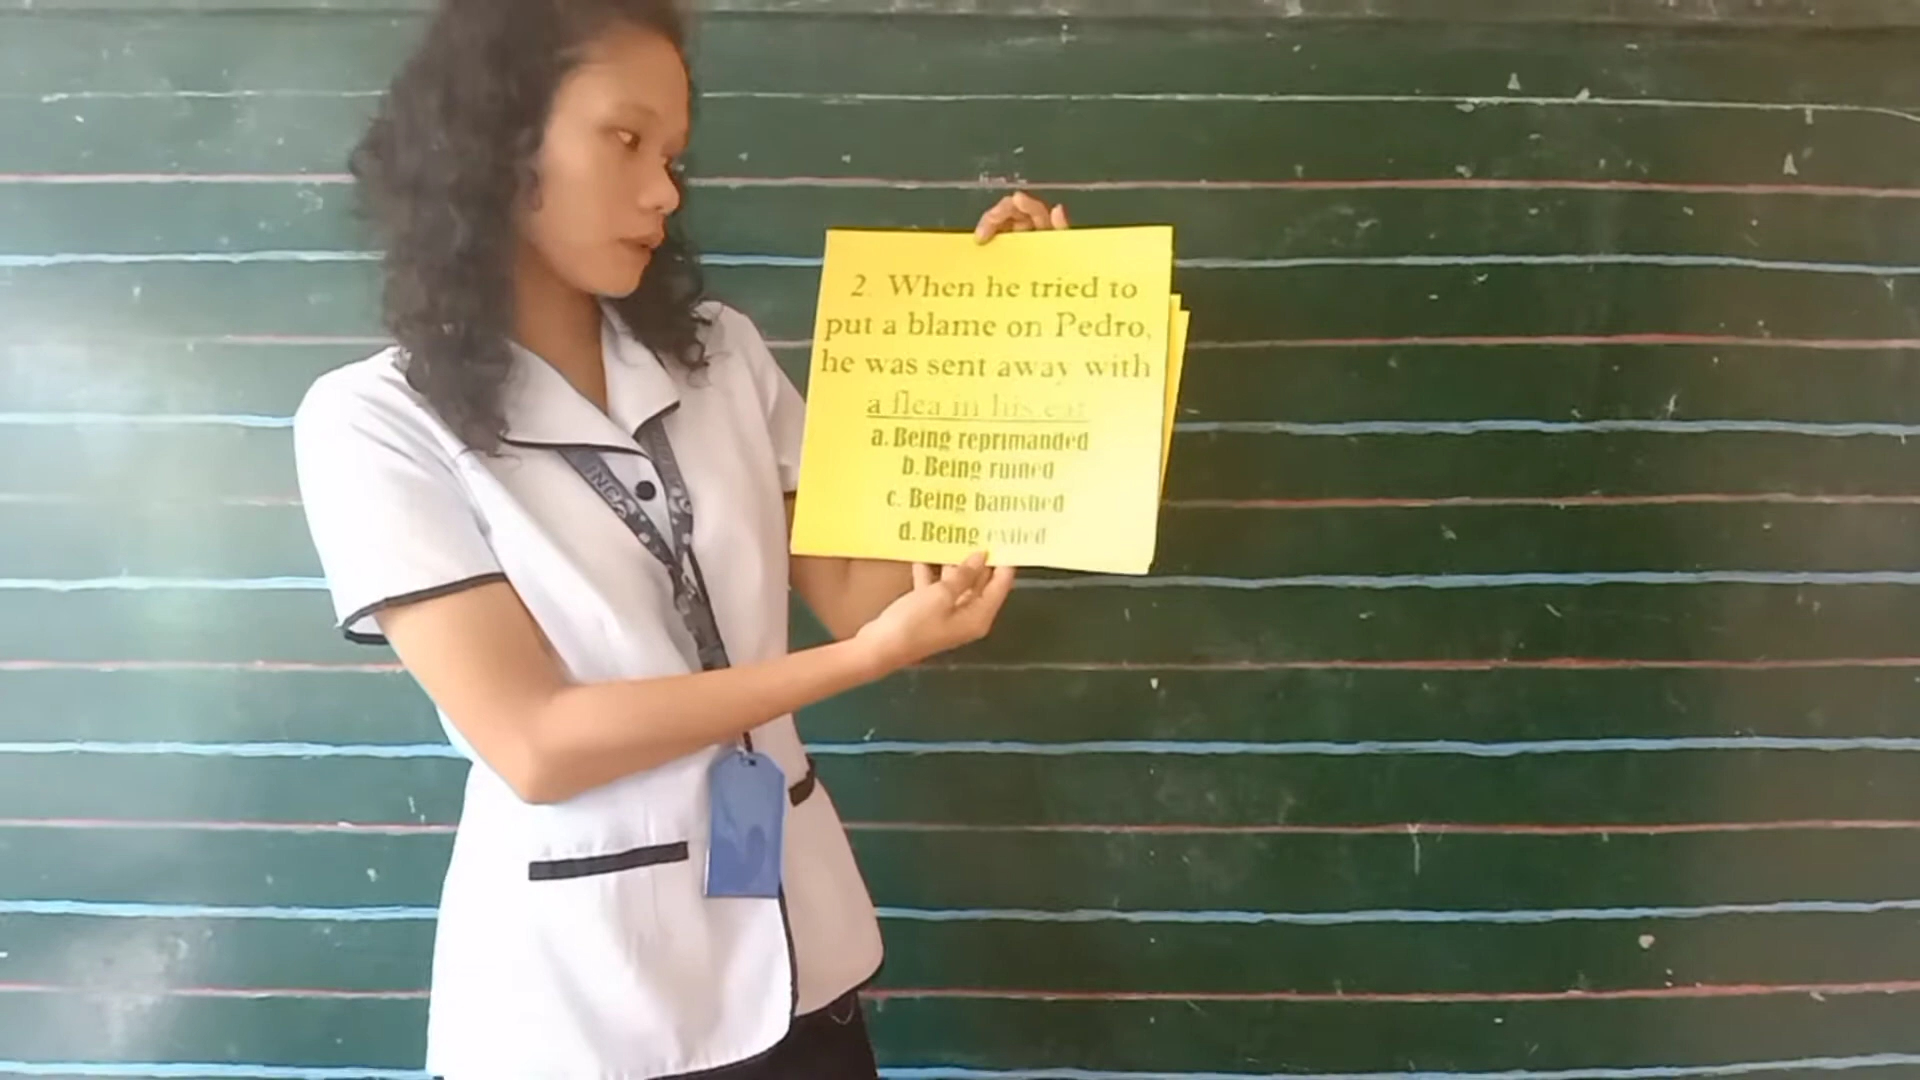 2. When he tried to
put a blame on Pedro,
he was sent away with
a flea in his ear
a. Being reprimanded
b. Being ruined
c. Being banished
d. Being exiled